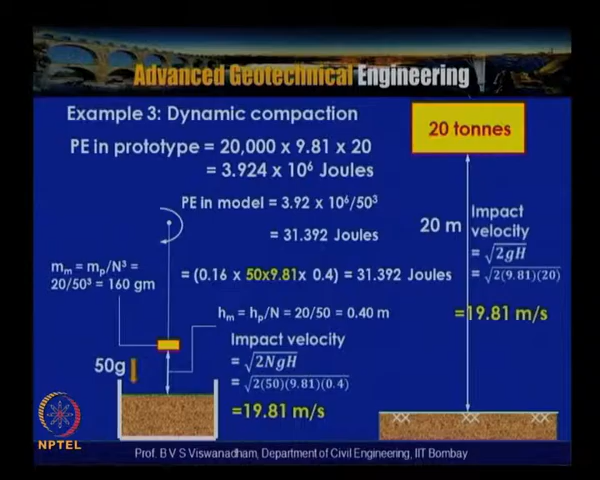 Advanced Geotechnical Engineering
Example 3: Dynamic compaction
PE in prototype = 20,000 x 9.81 x 20
= 3.924 x 10⁶ Joules
20 tonnes
PE in model = 3.92 x 10⁶/50³
= 31.392 Joules
= (0.16 x 50x9.81x 0.4) = 31.392 Joules
mₘ = mₚ/N³ =
20/50³ = 160 gm
hₘ = hₚ/N = 20/50 = 0.40 m
50g
Impact velocity
= √2NgH
= √2(50)(9.81)(0.4)
=19.81 m/s
20 m
Impact
velocity
= √2gH
= √2(9.81)(20)
=19.81 m/s
NPTEL
Prof. B V S Viswanadham, Department of Civil Engineering, IIT Bombay